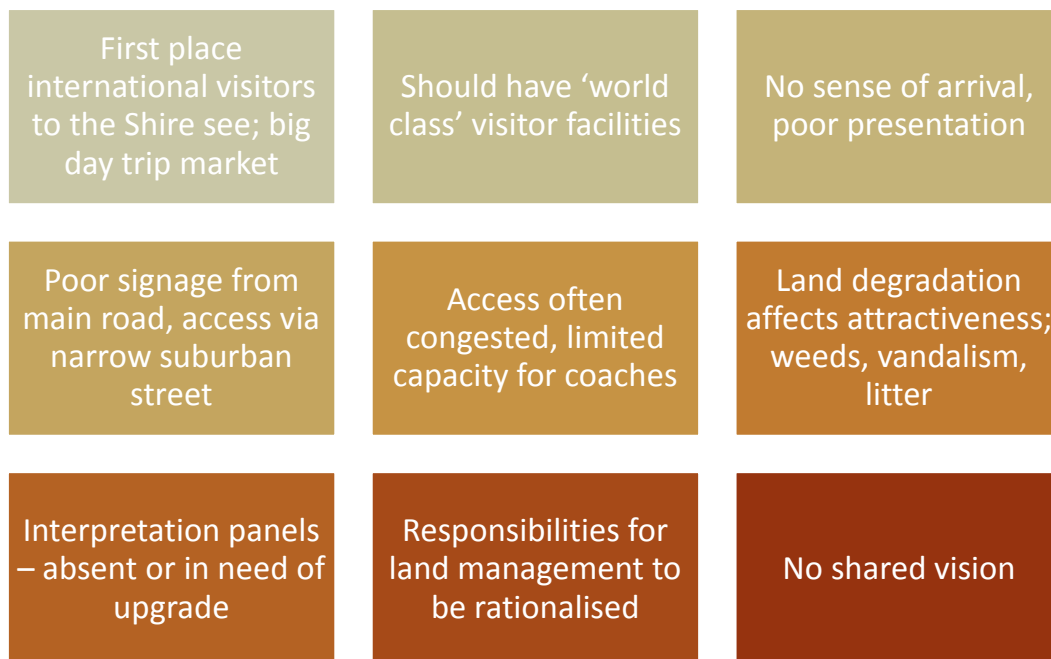 First place
international visitors
to the Shire see; big
day trip market
Should have ‘world
class’ visitor facilities
No sense of arrival,
poor presentation
Poor signage from
main road, access via
narrow suburban
street
Access often
congested, limited
capacity for coaches
Land degradation
affects attractiveness;
weeds, vandalism,
litter
Interpretation panels
– absent or in need of
upgrade
Responsibilities for
land management to
be rationalised
No shared vision